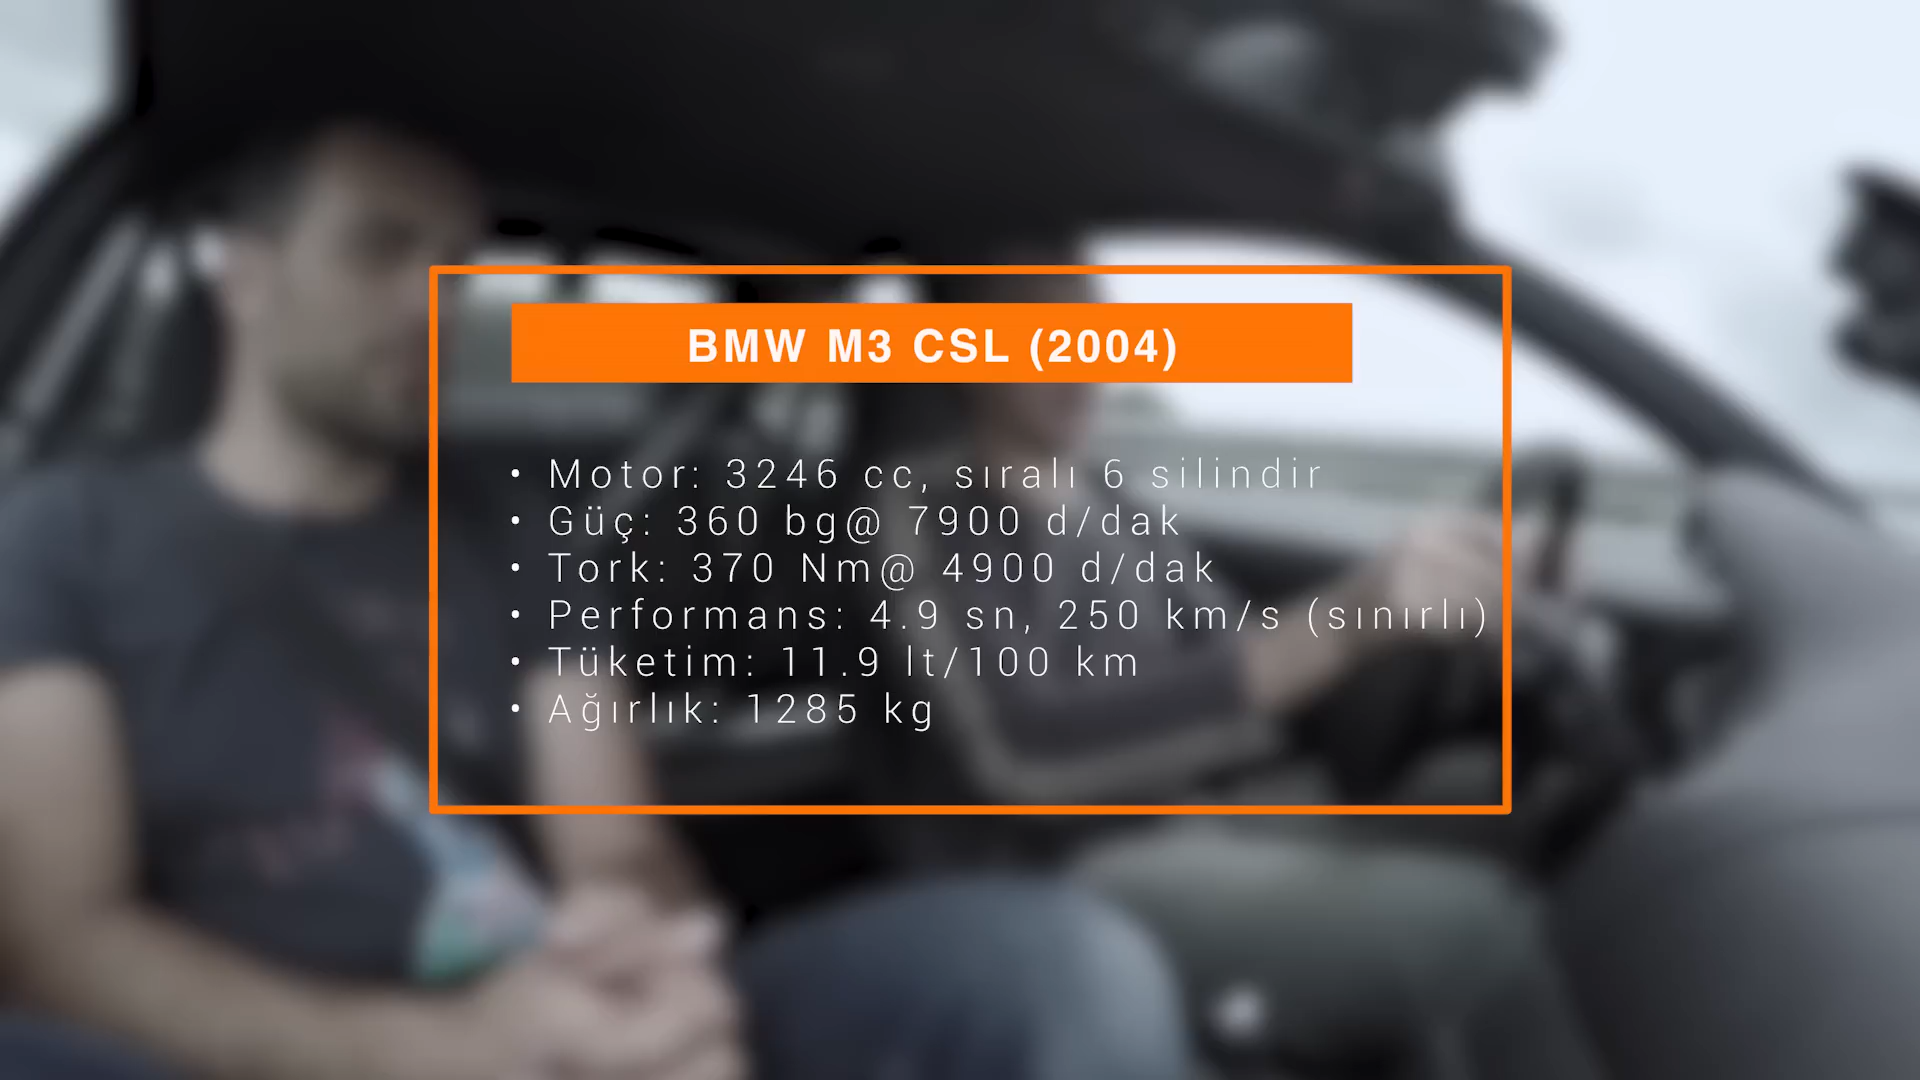 BMW M3 CSL (2004)
• Motor: 3246 cc, sıralı 6 silindir
• Güç: 360 bg@ 7900 d/dak
• Tork: 370 Nm@ 4900 d/dak
• Performans: 4.9 sn, 250 km/s (sınırlı)
• Tüketim: 11.9 lt/100 km
• Ağırlık: 1285 kg